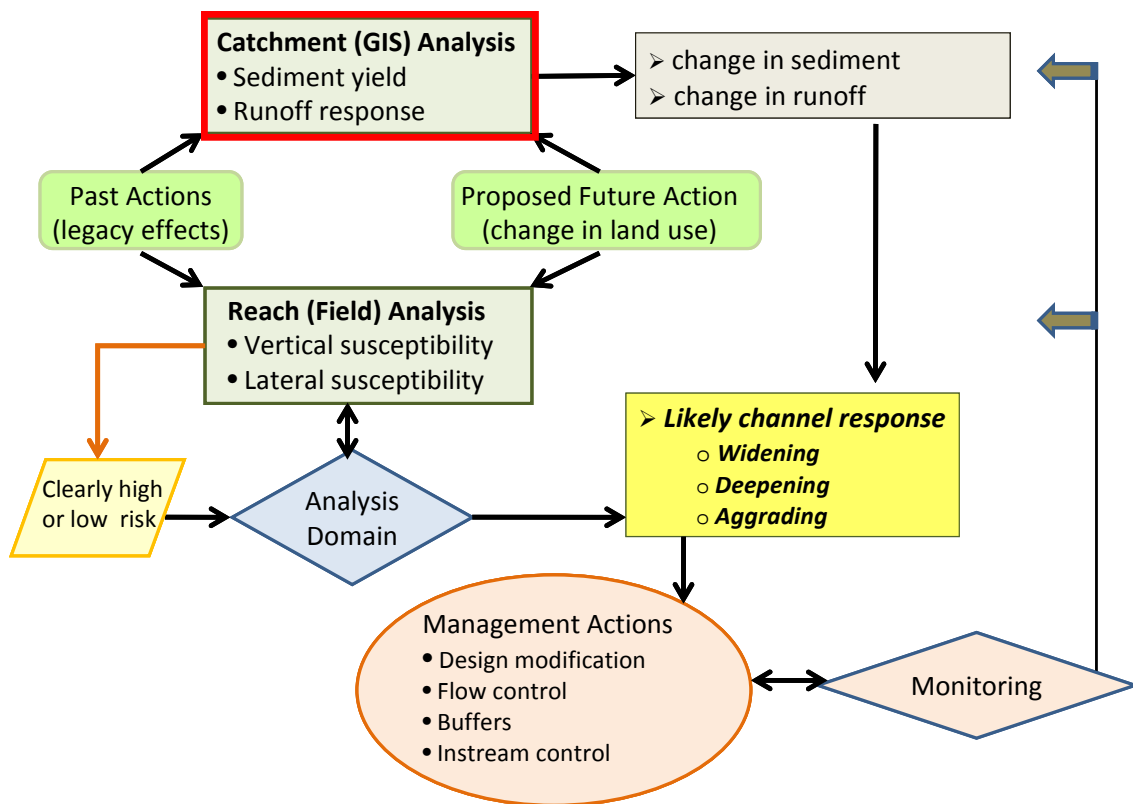 Catchment (GIS) Analysis
• Sediment yield
• Runoff response
➢ change in sediment
➢ change in runoff
Past Actions
(legacy effects)
Proposed Future Action
(change in land use)
Reach (Field) Analysis
• Vertical susceptibility
• Lateral susceptibility
➢ Likely channel response
o Widening
o Deepening
o Aggrading
Clearly high
or low risk
Analysis
Domain
Management Actions
• Design modification
• Flow control
• Buffers
• Instream control
Monitoring